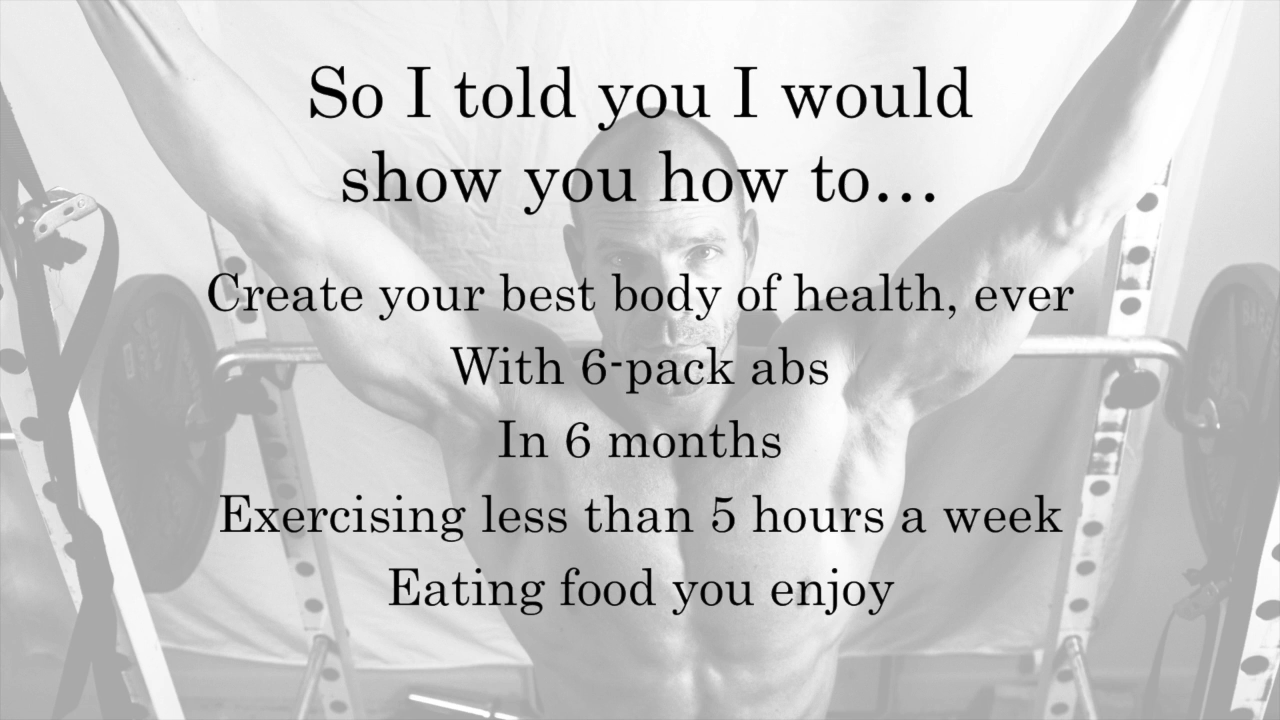 So I told you I would
show you how to...
Create your best body of health, ever
With 6-pack abs
In 6 months
Exercising less than 5 hours a week
Eating food you enjoy